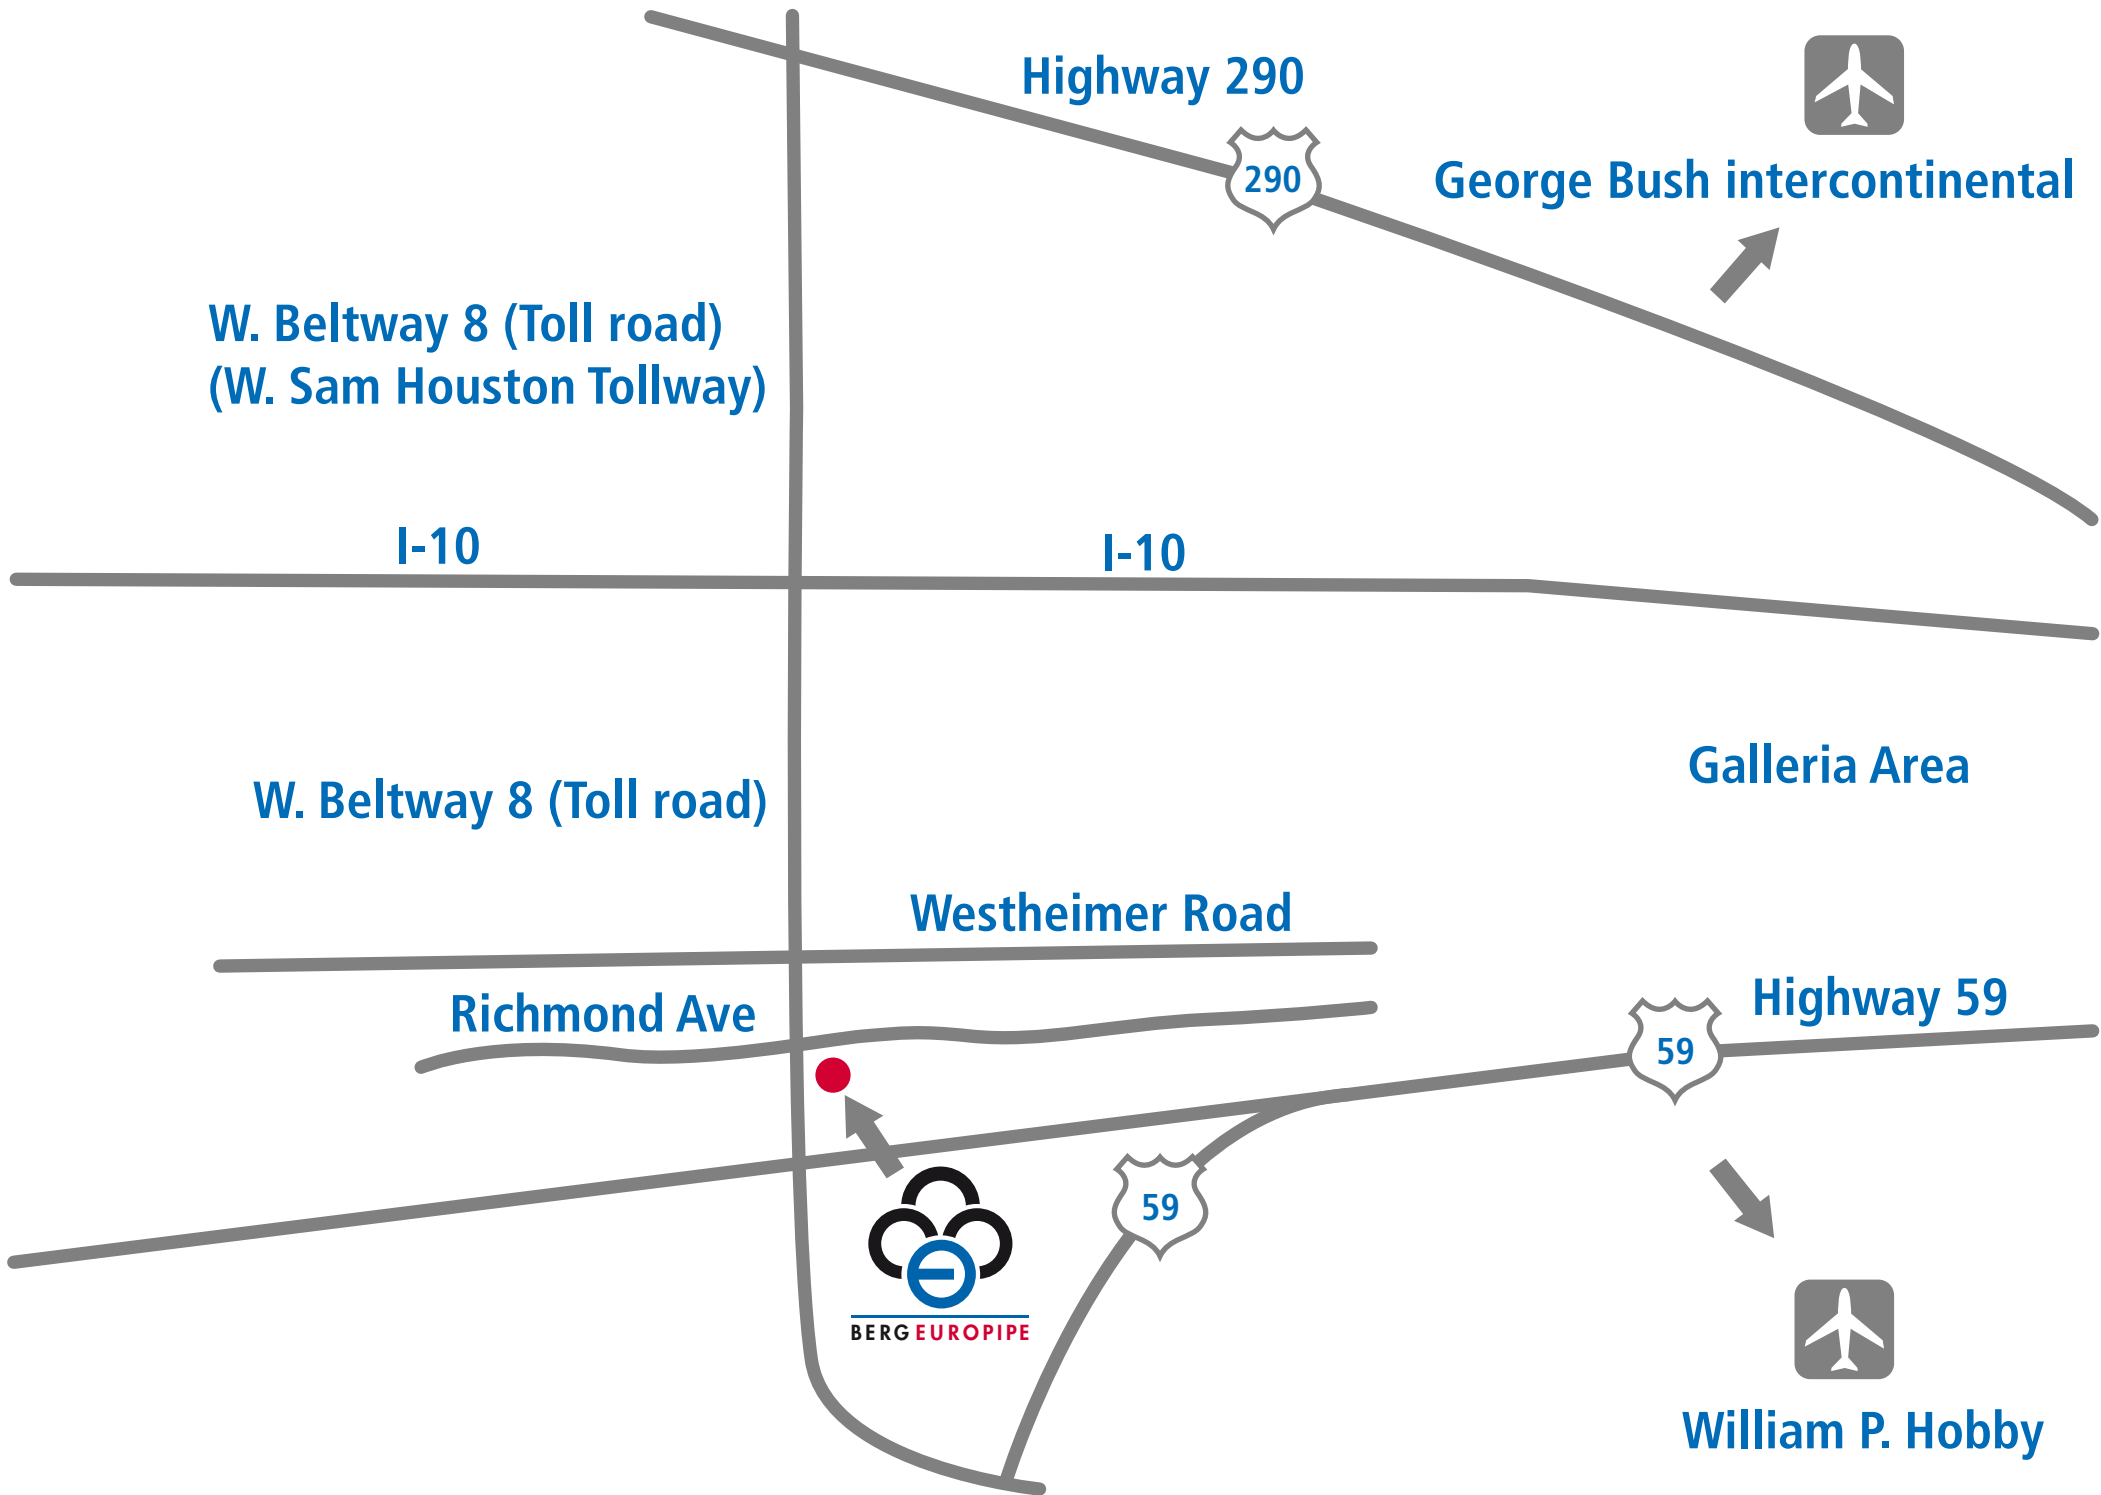 Highway 290
290
George Bush intercontinental
W. Beltway 8 (Toll road)
(W. Sam Houston Tollway)
I-10
I-10
Galleria Area
W. Beltway 8 (Toll road)
Westheimer Road
Richmond Ave
Highway 59
59
59
BERG EUROPIPE
William P. Hobby